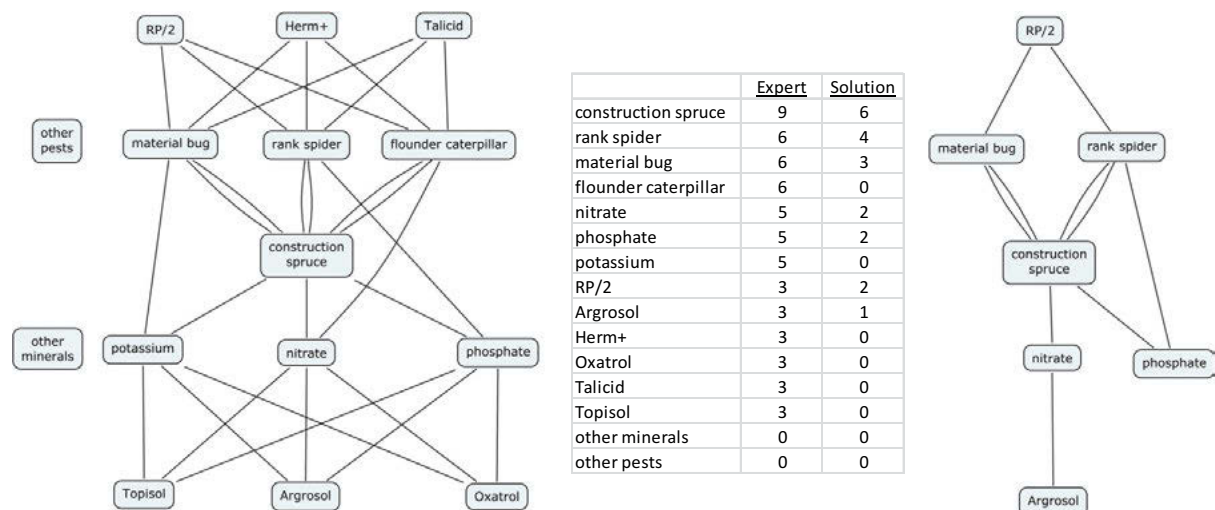 RP/2
Herm+
Talicid
other
pests
material bug
rank spider
flounder caterpillar
construction
spruce
other
minerals
potassium
nitrate
phosphate
Topisol
Argrosol
Oxatrol
Expert Solution
construction spruce 9 6
rank spider 6 4
material bug 6 3
flounder caterpillar 6 0
nitrate 5 2
phosphate 5 2
potassium 5 0
RP/2 3 2
Argrosol 3 1
Herm+ 3 0
Oxatrol 3 0
Talicid 3 0
Topisol 3 0
other minerals 0 0
other pests 0 0
RP/2
material bug
rank spider
construction
spruce
nitrate
phosphate
Argrosol